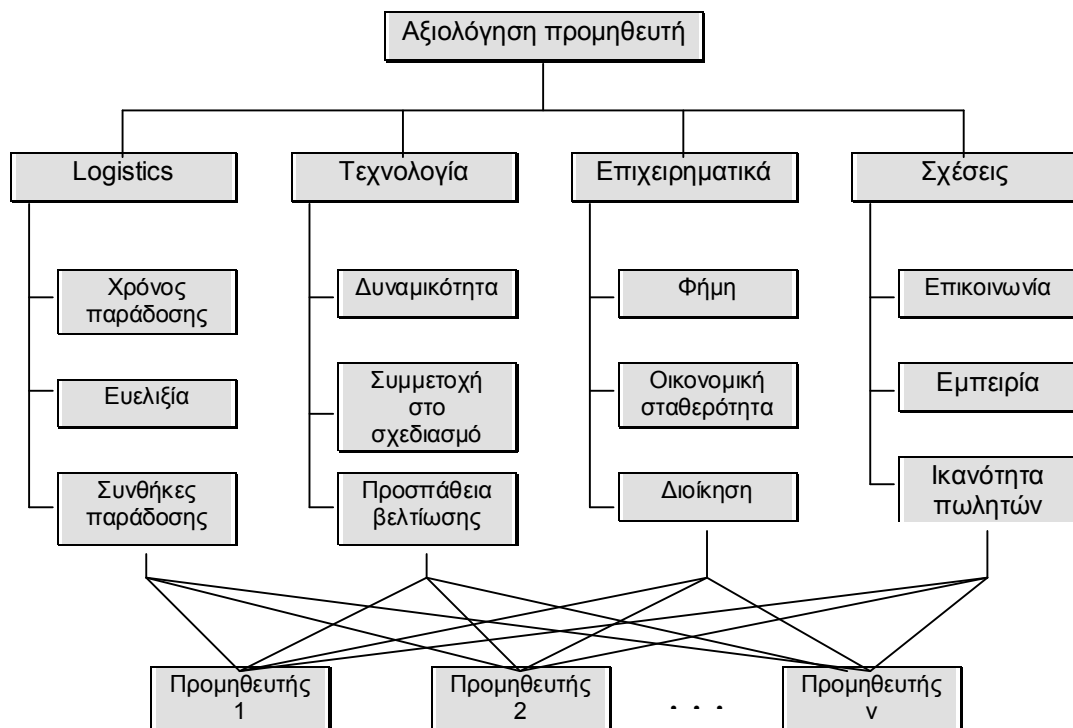 Αξιολόγηση προμηθευτή
Logistics
Τεχνολογία
Επιχειρηματικά
Σχέσεις
Χρόνος
παράδοσης
Δυναμικότητα
Φήμη
Επικοινωνία
Ευελιξία
Συμμετοχή
στο
σχεδιασμό
Οικονομική
σταθερότητα
Εμπειρία
Συνθήκες
παράδοσης
Προσπάθεια
βελτίωσης
Διοίκηση
Ικανότητα
πωλητών
Προμηθευτής
1
Προμηθευτής
2
. . .
Προμηθευτής
ν